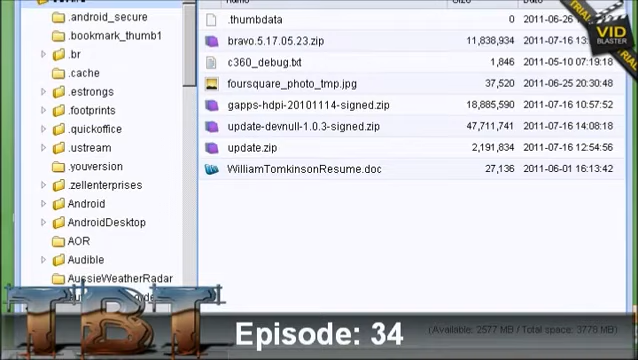 .android_secure
.bookmark_thumb1
.br
.cache
.estrongs
.footprints
.quickoffice
.ustream
.youversion
.zellenterprises
Android
AndroidDesktop
AOR
Audible
AussieWeatherRadar
.thumbdata 0 2011-06-26
bravo.5.17.05.23.zip 11,838,934 2011-07-16
c360_debug.txt 1,846 2011-05-10 07:19:18
foursquare_photo_tmp.jpg 37,520 2011-06-25 20:30:48
gapps-hdpi-20101114-signed.zip 18,885,590 2011-07-16 10:57:52
update-devnull-1.0.3-signed.zip 47,711,741 2011-07-16 14:08:18
update.zip 2,191,834 2011-07-16 12:54:56
WilliamTomkinsonResume.doc 27,136 2011-06-01 16:13:42
TRIAL
VID
BLASTER
TRIAL
TBT
Episode: 34
(Available: 2577 MB / Total space: 3778 MB)